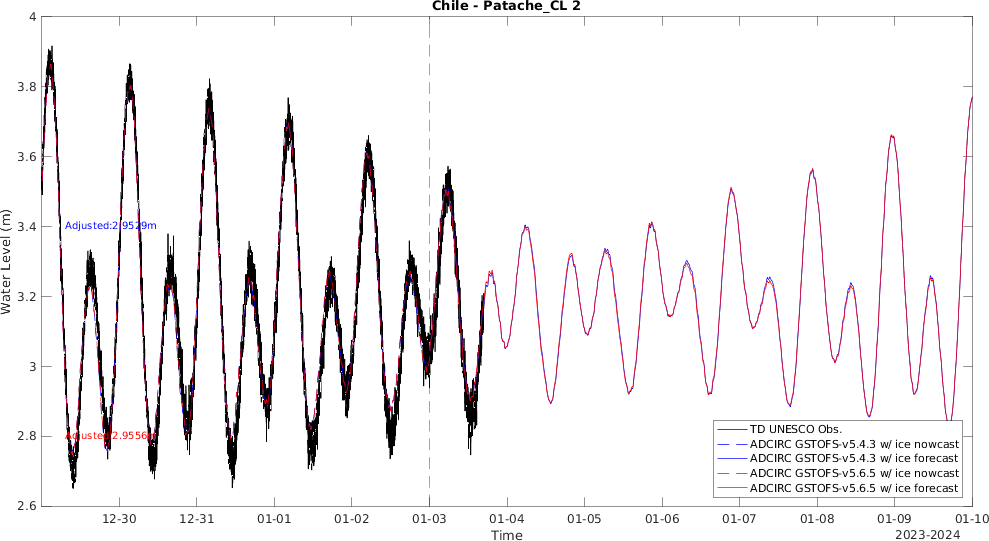 Chile - Patache_CL 2
4
3.8
3.6
3.4
3.2
3
2.8
2.6
Water Level (m)
Adjusted:2.9529m
Adjusted:2.9556m
12-30
12-31
01-01
01-02
01-03
01-04
01-05
01-06
01-07
01-08
01-09
01-10
Time
2023-2024
TD UNESCO Obs.
ADCIRC GSTOFS-v5.4.3 w/ ice nowcast
ADCIRC GSTOFS-v5.4.3 w/ ice forecast
ADCIRC GSTOFS-v5.6.5 w/ ice nowcast
ADCIRC GSTOFS-v5.6.5 w/ ice forecast